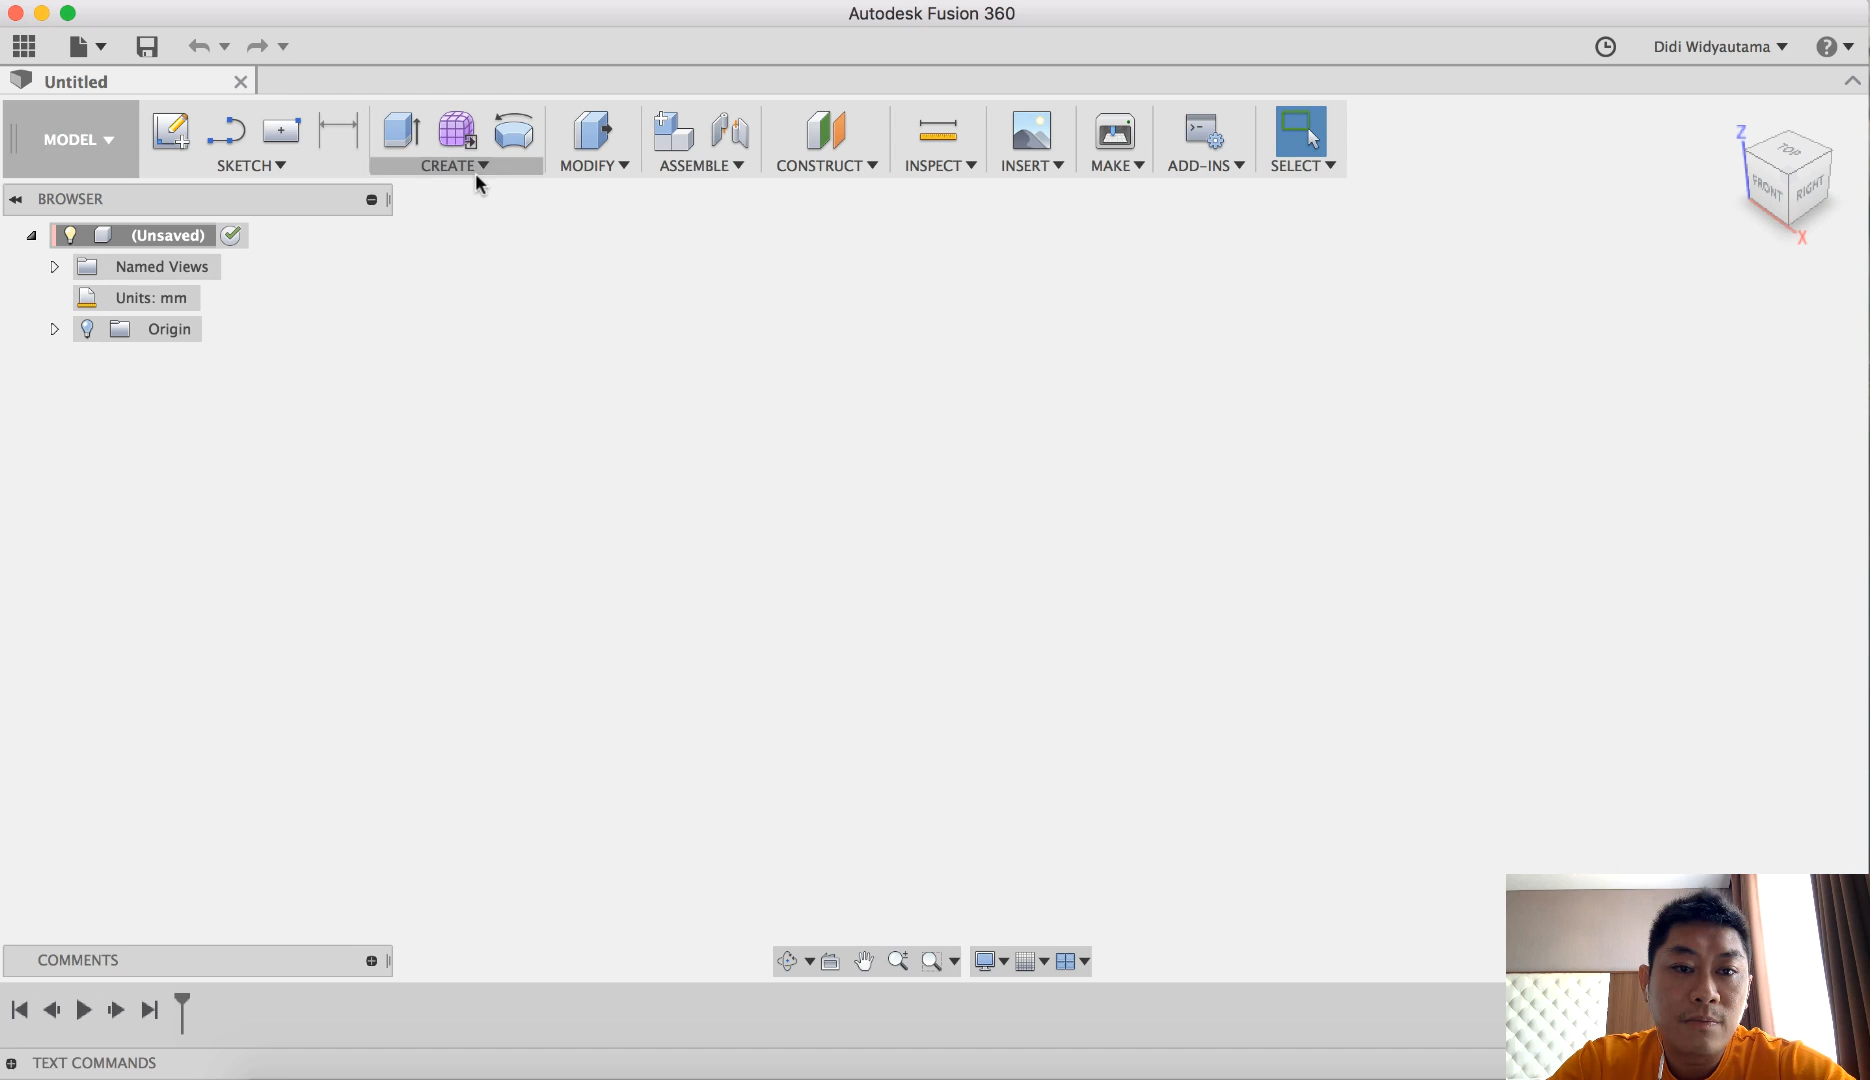 Autodesk Fusion 360
Didi Widyautama
Untitled
MODEL
SKETCH
CREATE
MODIFY
ASSEMBLE
CONSTRUCT
INSPECT
INSERT
MAKE
ADD-INS
SELECT
Z
TOP
FRONT
RIGHT
X
BROWSER
(Unsaved)
Named Views
Units: mm
Origin
COMMENTS
TEXT COMMANDS